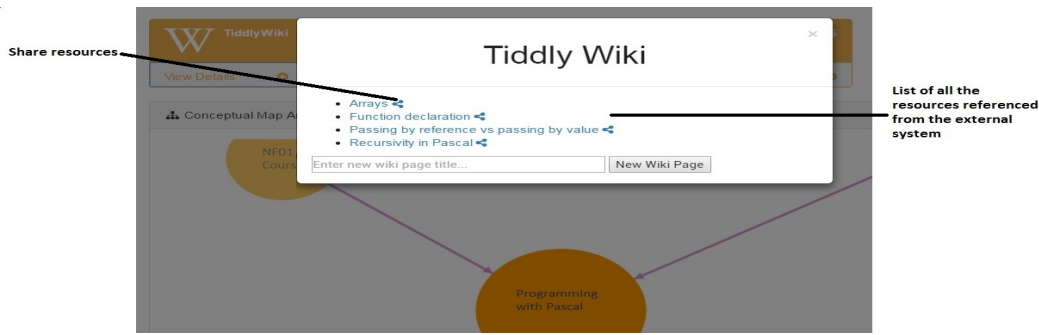 TiddlyWiki
Tiddly Wiki
×
S
Share resources
View Details
Arrays
Function declaration
Passing by reference vs passing by value
Recursivity in Pascal
Enter new wiki page title...
New Wiki Page
List of all the
resources referenced
from the external
system
Conceptual Map A
NF01
Cours
Programming
with Pascal